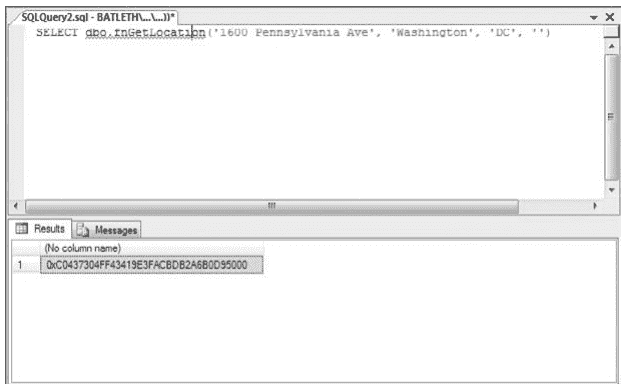 SQLQuery2.sql - BATLETH\...\...))*
SELECT dbo.fnGetLocation('1600 Pennsylvania Ave', 'Washington', 'DC', '')
Results
Messages
(No column name)
1 0xC0437304FF43419E3FACBDB2A6B0D95000